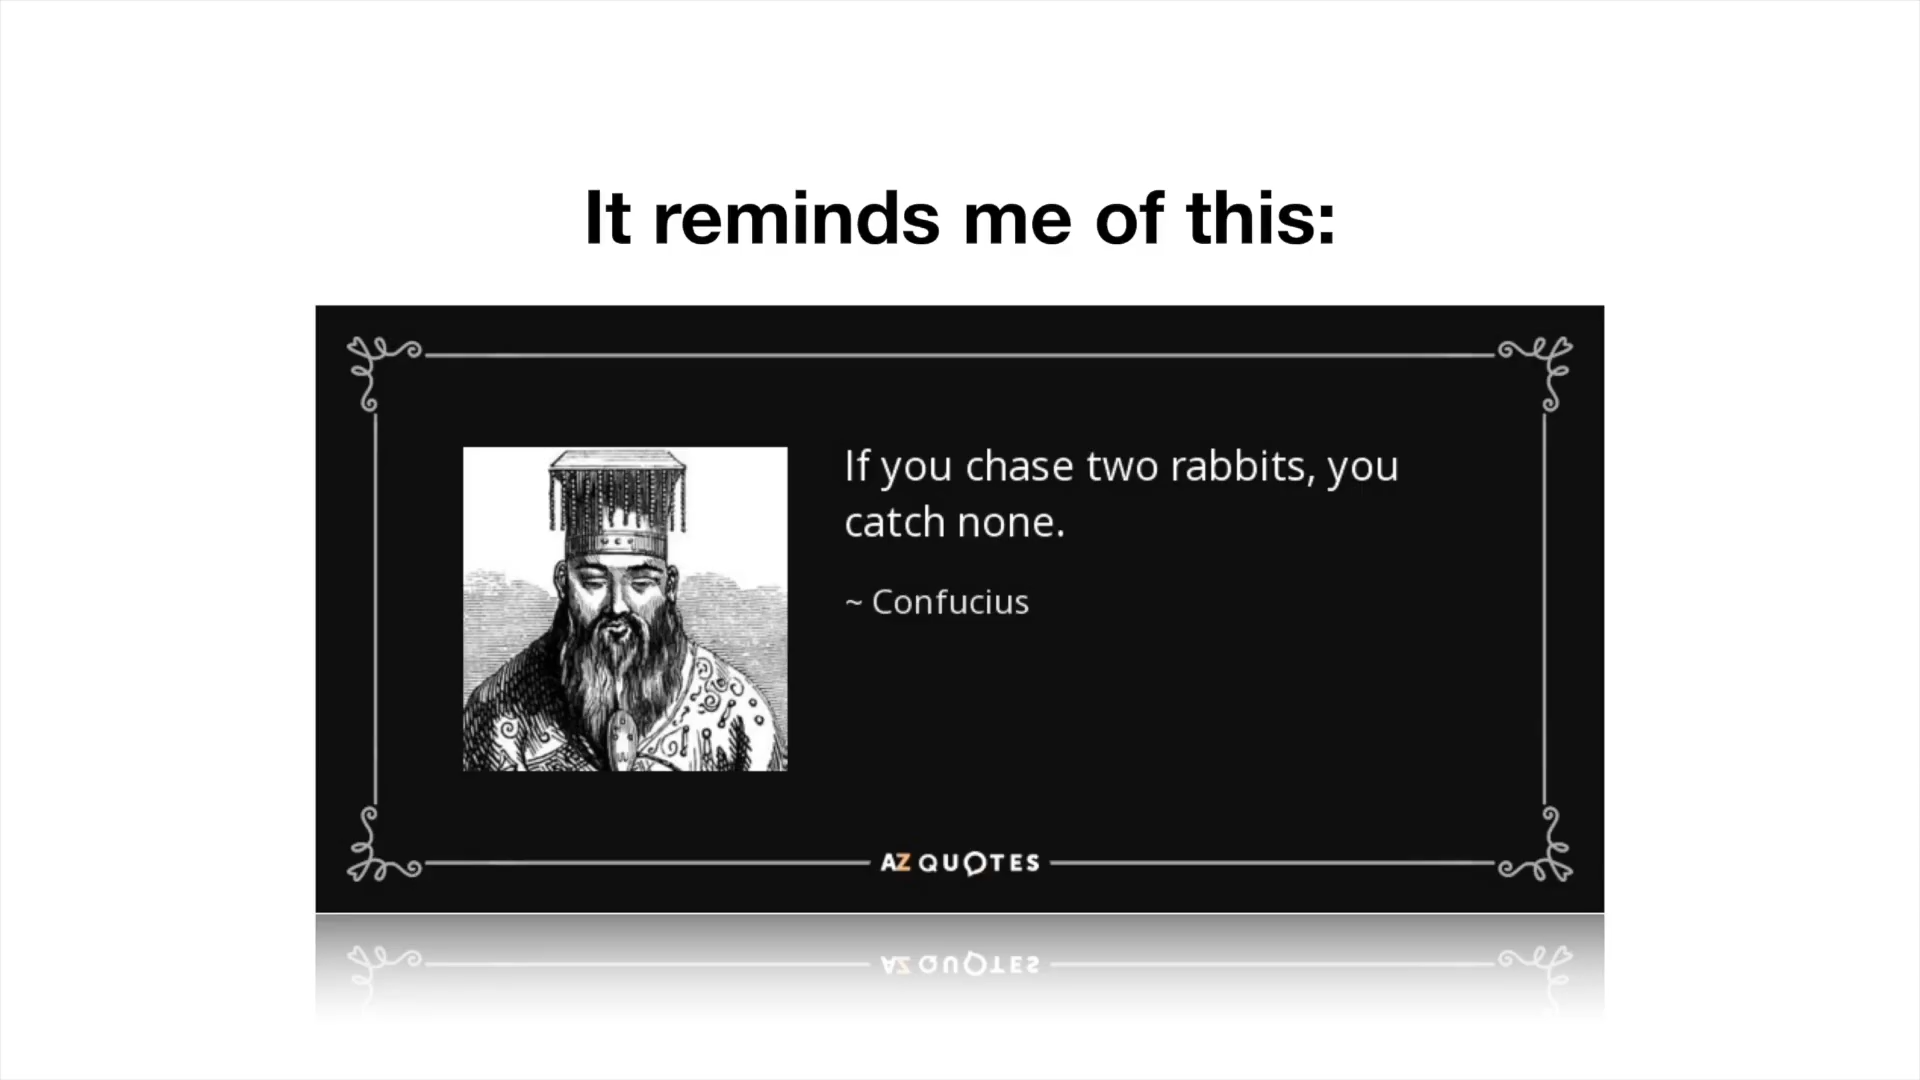 It reminds me of this:
If you chase two rabbits, you
catch none.
~ Confucius
AZ QUOTES